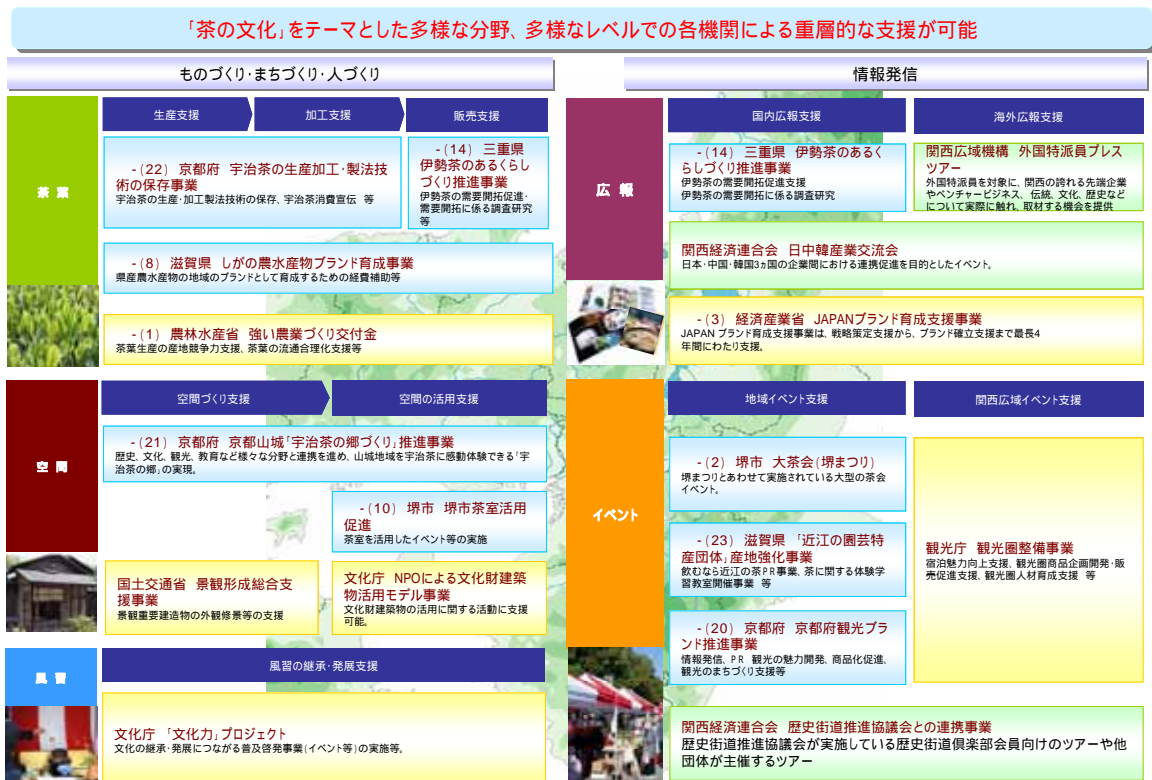 「茶の文化」をテーマとした多様な分野、多様なレベルでの各機関による重層的な支援が可能
ものづくり・まちづくり・人づくり
茶 葉
生産支援
加工支援
販売支援
-(22) 京都府 宇治茶の生産加工・製法技
術の保存事業
宇治茶の生産・加工製法技術の保存、宇治茶消費宣伝 等
-(14) 三重県
伊勢茶のあるくらし
づくり推進事業
伊勢茶の需要開拓促進・
需要開拓に係る調査研究
等
-(8) 滋賀県 しがの農水産物ブランド育成事業
県産農水産物の地域のブランドとして育成するための経費補助等
-(1) 農林水産省 強い農業づくり交付金
茶葉生産の産地競争力支援、茶葉の流通合理化支援等
空 間
空間づくり支援
空間の活用支援
-(21) 京都府 京都山城「宇治茶の郷づくり」推進事業
歴史、文化、観光、教育など様々な分野と連携を進め、山城地域を宇治茶に感動体験できる「宇
治茶の郷」の実現。
-(10) 堺市 堺市茶室活用
促進
茶室を活用したイベント等の実施
国土交通省 景観形成総合支
援事業
景観重要建造物の外観修景等の支援
文化庁 NPOによる文化財建築
物活用モデル事業
文化財建築物の活用に関する活動に支援
可能。
風 習
風習の継承・発展支援
文化庁 「文化力」プロジェクト
文化の継承・発展につながる普及啓発事業(イベント等)の実施等。
情報発信
広 報
国内広報支援
海外広報支援
-(14) 三重県 伊勢茶のあるく
らしづくり推進事業
伊勢茶の需要開拓促進支援
伊勢茶の需要開拓に係る調査研究
関西広域機構 外国特派員プレス
ツアー
外国特派員を対象に、関西の誇れる先端企業
やベンチャービジネス、伝統、文化、歴史など
について実際に触れ、取材する機会を提供
関西経済連合会 日中韓産業交流会
日本・中国・韓国3ヵ国の企業間における連携促進を目的としたイベント。
-(3) 経済産業省 JAPANブランド育成支援事業
JAPAN ブランド育成支援事業は、戦略策定支援から、ブランド確立支援まで最長4
年間にわたり支援。
イベント
地域イベント支援
関西広域イベント支援
-(2) 堺市 大茶会(堺まつり)
堺まつりとあわせて実施されている大型の茶会
イベント。
-(23) 滋賀県 「近江の園芸特
産団体」産地強化事業
飲むなら近江の茶PR事業、茶に関する体験学
習教室開催事業 等
-(20) 京都府 京都府観光ブラ
ンド推進事業
情報発信、PR 観光の魅力開発、商品化促進、
観光のまちづくり支援等
観光庁 観光圏整備事業
宿泊魅力向上支援、観光圏商品企画開発・販
売促進支援、観光圏人材育成支援 等
関西経済連合会 歴史街道推進協議会との連携事業
歴史街道推進協議会が実施している歴史街道倶楽部会員向けのツアーや他
団体が主催するツアー